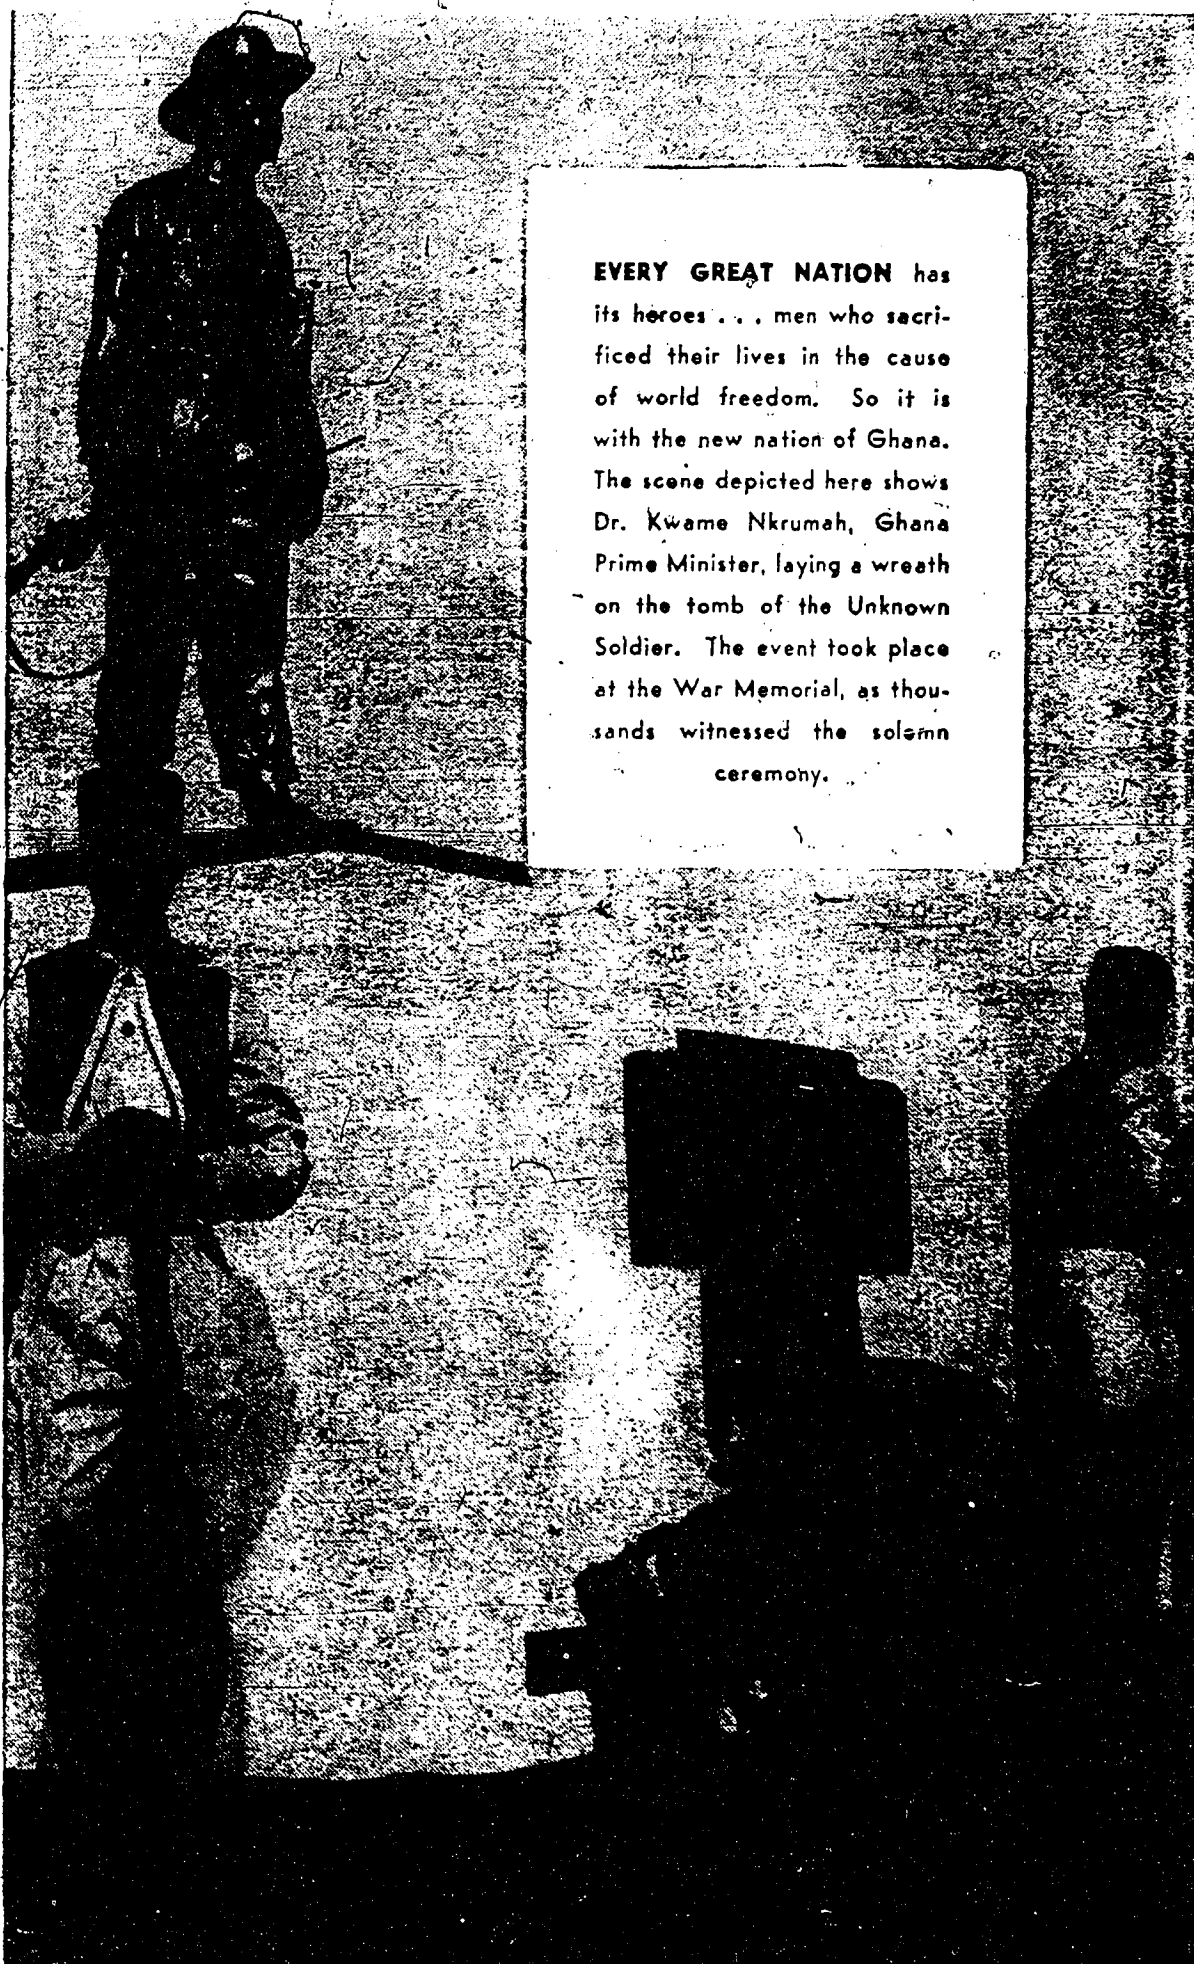 EVERY GREAT NATION has
its heroes . . . men who sacri-
ficed their lives in the cause
of world freedom. So it is
with the new nation of Ghana.
The scene depicted here shows
Dr. Kwame Nkrumah, Ghana
Prime Minister, laying a wreath
on the tomb of the Unknown
Soldier. The event took place
at the War Memorial, as thou-
sands witnessed the solemn
ceremony.